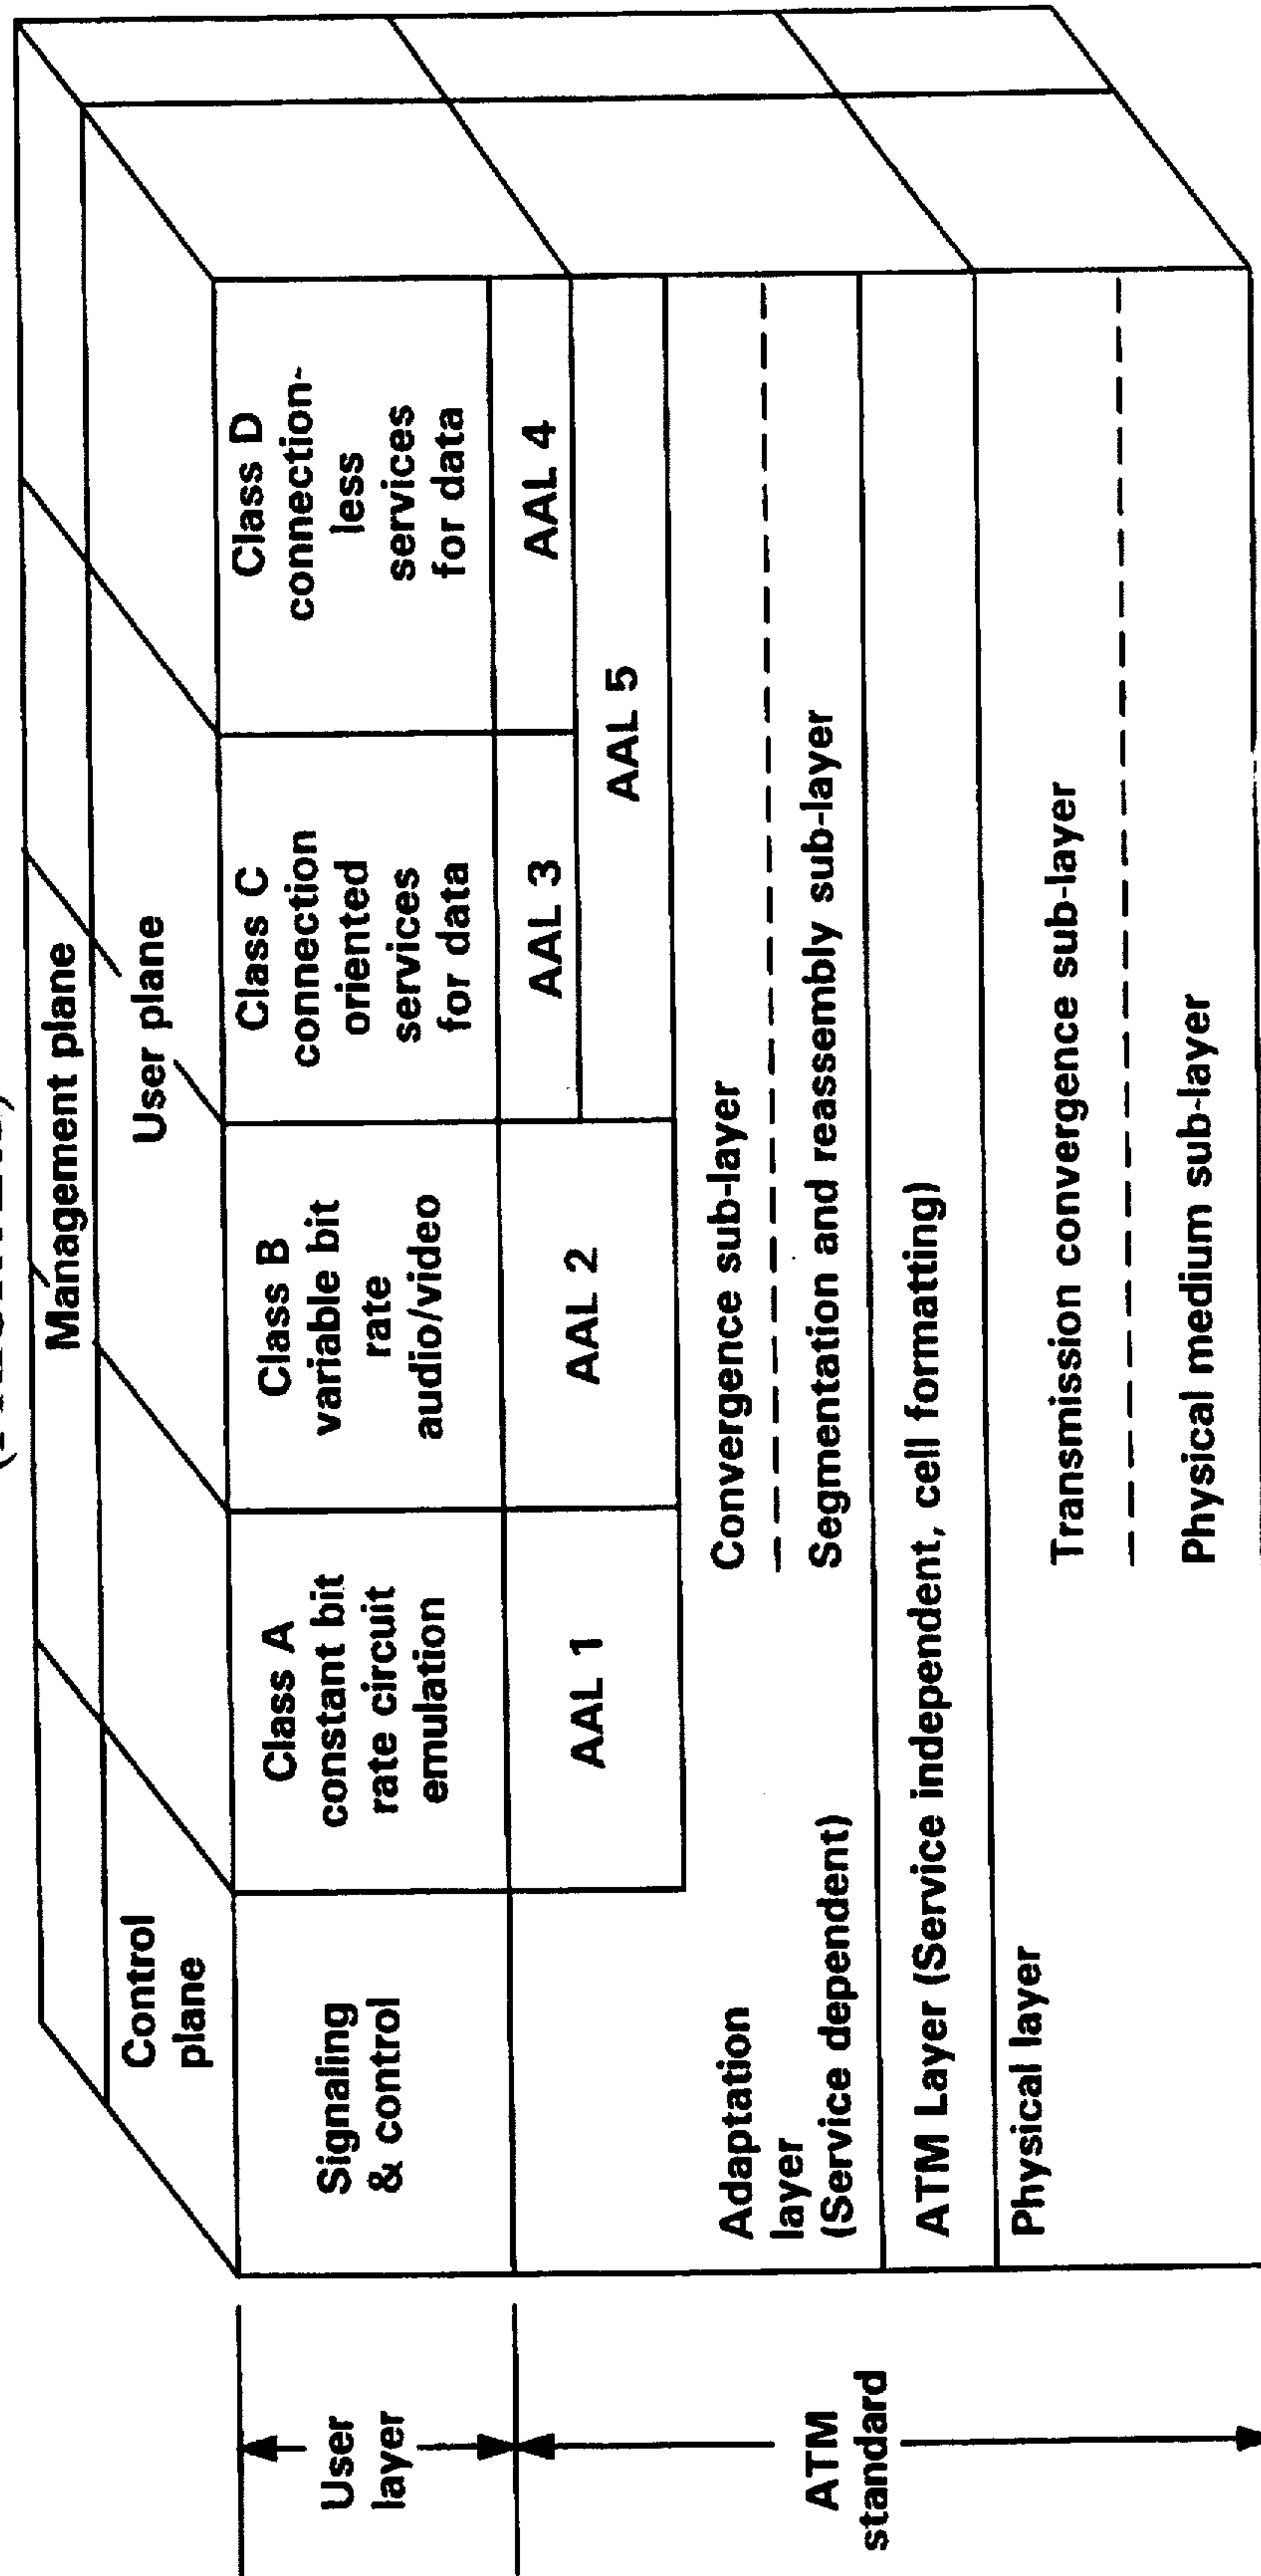 Management plane
User plane
Control
plane
User
layer
Signaling
& control
Class A
constant bit
rate circuit
emulation
Class B
variable bit
rate
audio/video
Class C
connection
oriented
services
for data
Class D
connection-
less
services
for data
AAL 1
AAL 2
AAL 3
AAL 4
AAL 5
ATM
standard
Adaptation
layer
(Service dependent)
Convergence sub-layer
Segmentation and reassembly sub-layer
ATM Layer (Service independent, cell formatting)
Physical layer
Transmission convergence sub-layer
Physical medium sub-layer